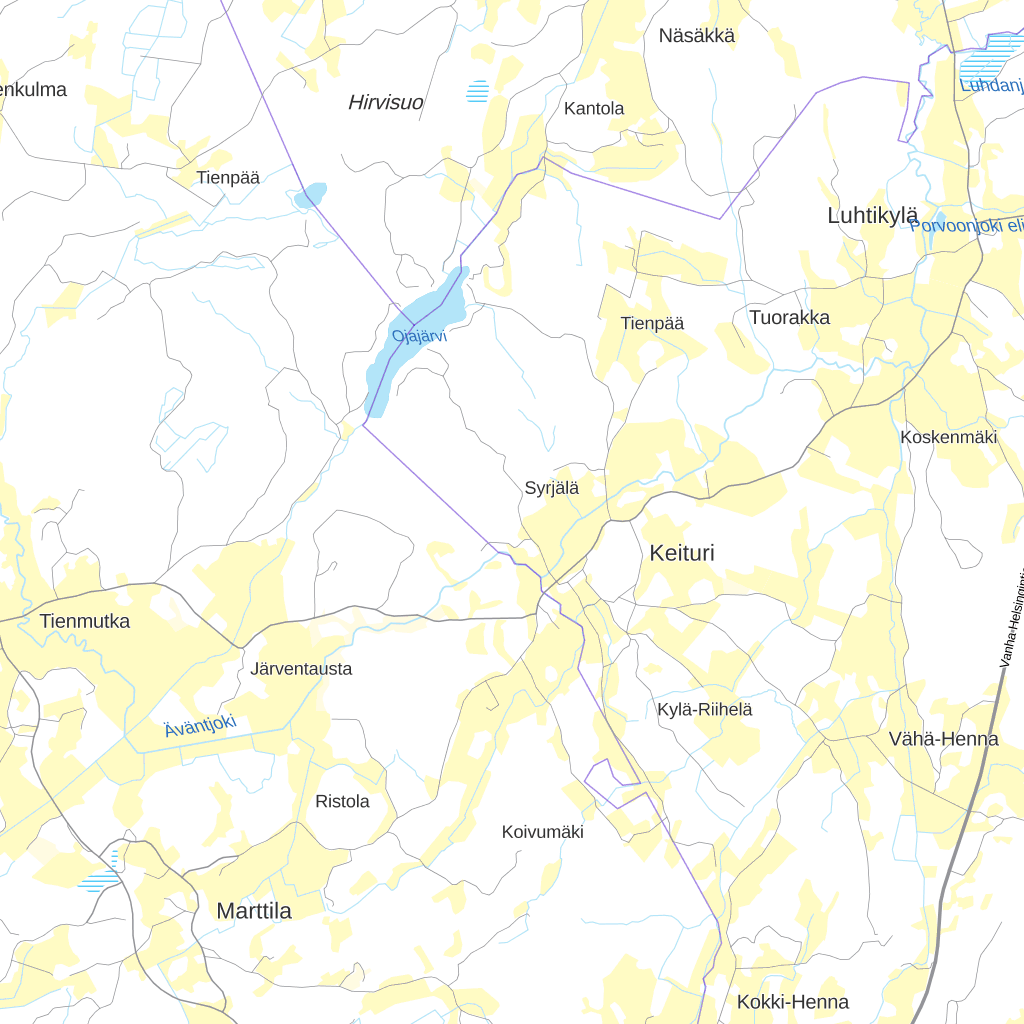 Näsäkkä
Hirvisuo
Kantola
Tienpää
Luhtikylä
Ojajärvi
Tienpää
Tuorakka
Koskenmäki
Syrjälä
Keituri
Tienmutka
Järventausta
Äväntjoki
Kylä-Riihelä
Vähä-Henna
Ristola
Koivumäki
Marttila
Kokki-Henna